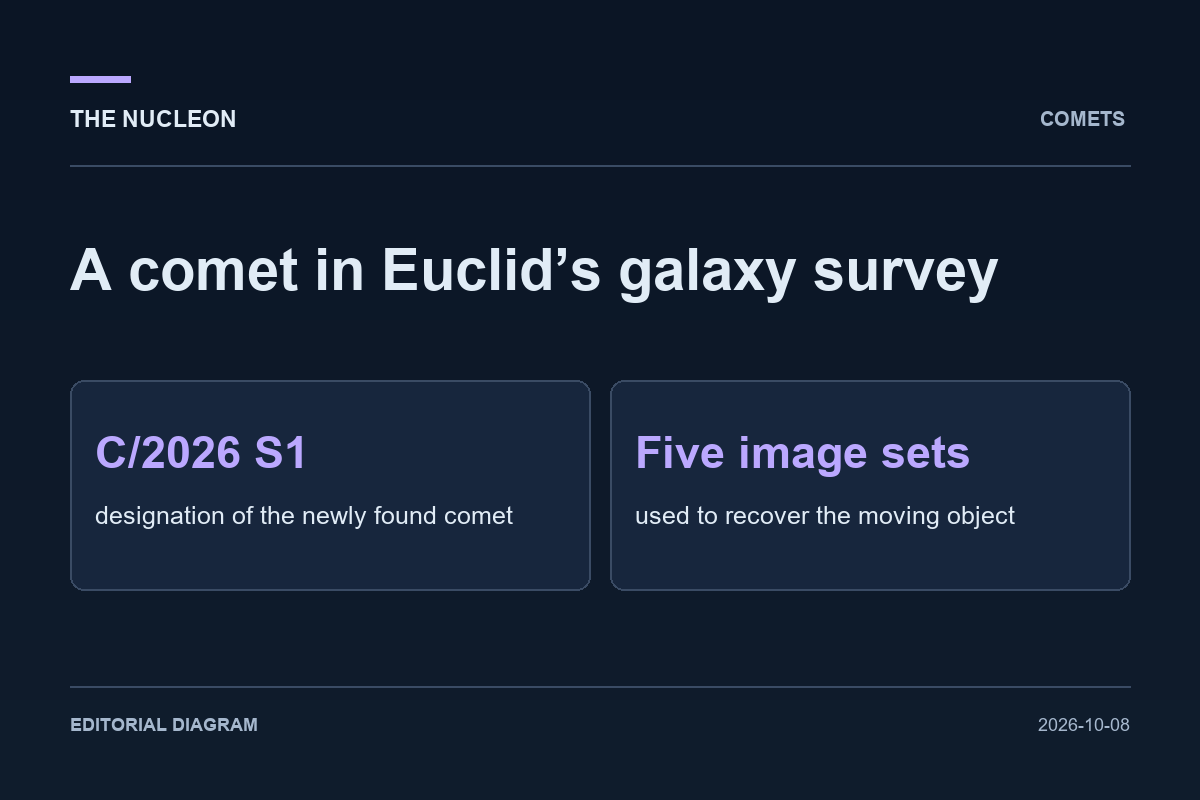 THE NUCLEON
COMETS
A comet in Euclid’s galaxy survey
C/2026 S1
designation of the newly found comet
Five image sets
used to recover the moving object
EDITORIAL DIAGRAM
2026-10-08